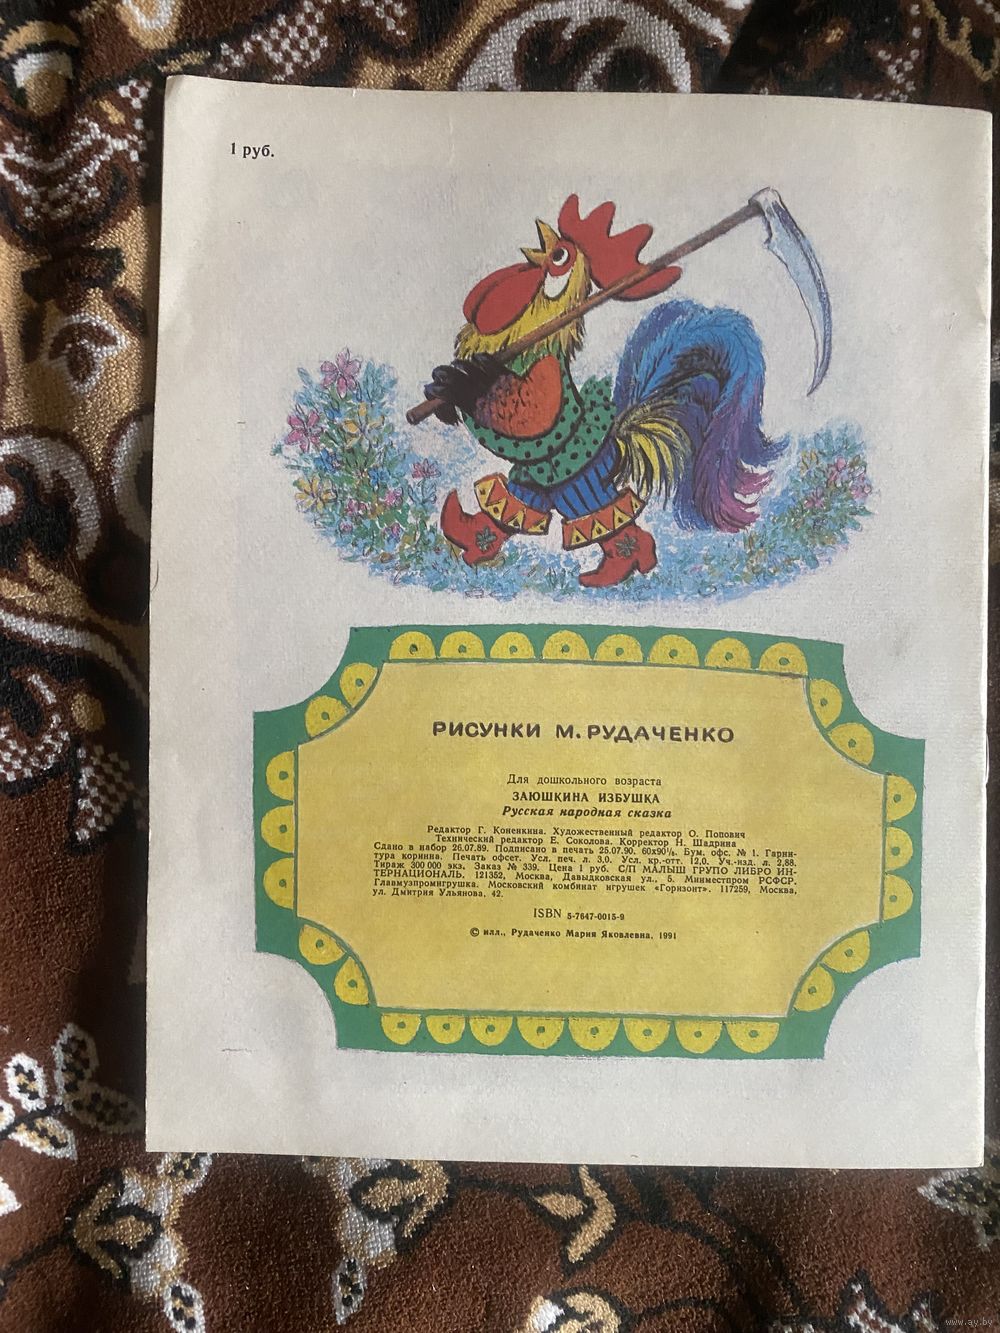 1 руб.
РИСУНКИ М. РУДАЧЕНКО
Для дошкольного возраста
ЗАЮШКИНА ИЗБУШКА
Русская народная сказка
Редактор Г. Коненкина. Художественный редактор О. Попович
Технический редактор Е. Соколова. Корректор Н. Шадрина
Сдано в набор 26.07.89. Подписано в печать 25.07.90. 60х90⅛. Бум. офс. № 1. Гарни-
тура коринна. Печать офсет. Усл. печ. л. 3,0. Усл. кр.-отт. 12,0. Уч.-изд. л. 2,88.
Тираж 300 000 экз. Заказ № 339. Цена 1 руб. С/П МАЛЫШ ГРУПО ЛИБРО ИН-
ТЕРНАЦИОНАЛЬ, 121352, Москва, Давыдковская ул., 5. Минместпром РСФСР.
Главмузпромигрушка. Московский комбинат игрушек «Горизонт». 117259, Москва,
ул. Дмитрия Ульянова, 42.
ISBN 5-7647-0015-9
© илл., Рудаченко Мария Яковлевна, 1991
www.ay.by